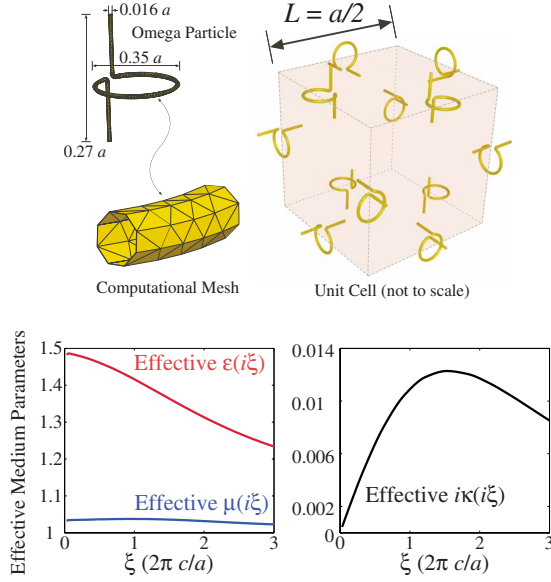 0.016 a
Omega Particle
0.35 a
0.27 a
L = a/2
Computational Mesh
Unit Cell (not to scale)
Effective Medium Parameters
1.5
1.4
1.3
1.2
1.1
1
Effective ε(iξ)
Effective μ(iξ)
0 1 2 3
ξ (2π c/a)
0.014
0.01
0.006
0.002
Effective iκ(iξ)
0 1 2 3
ξ (2π c/a)